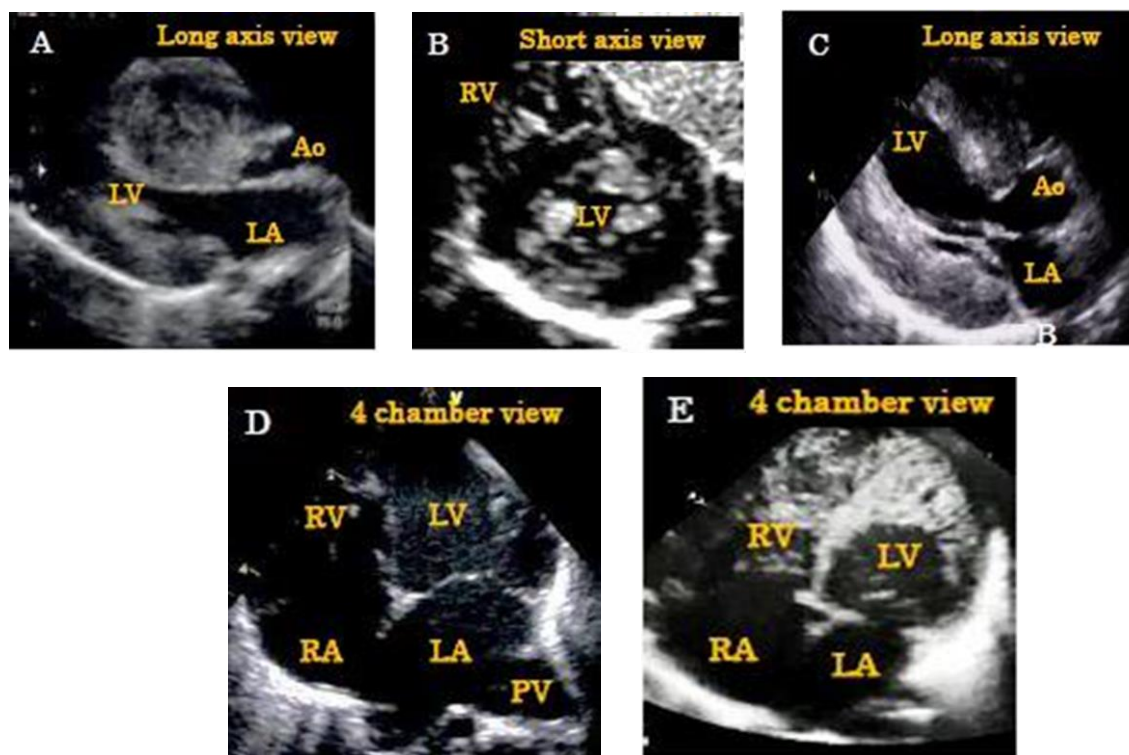 A Long axis view
Ao
LV
LA
B Short axis view
RV
LV
C Long axis view
LV
Ao
LA
B
D V
4 chamber view
RV LV
RA LA
PV
E 4 chamber view
RV LV
RA LA